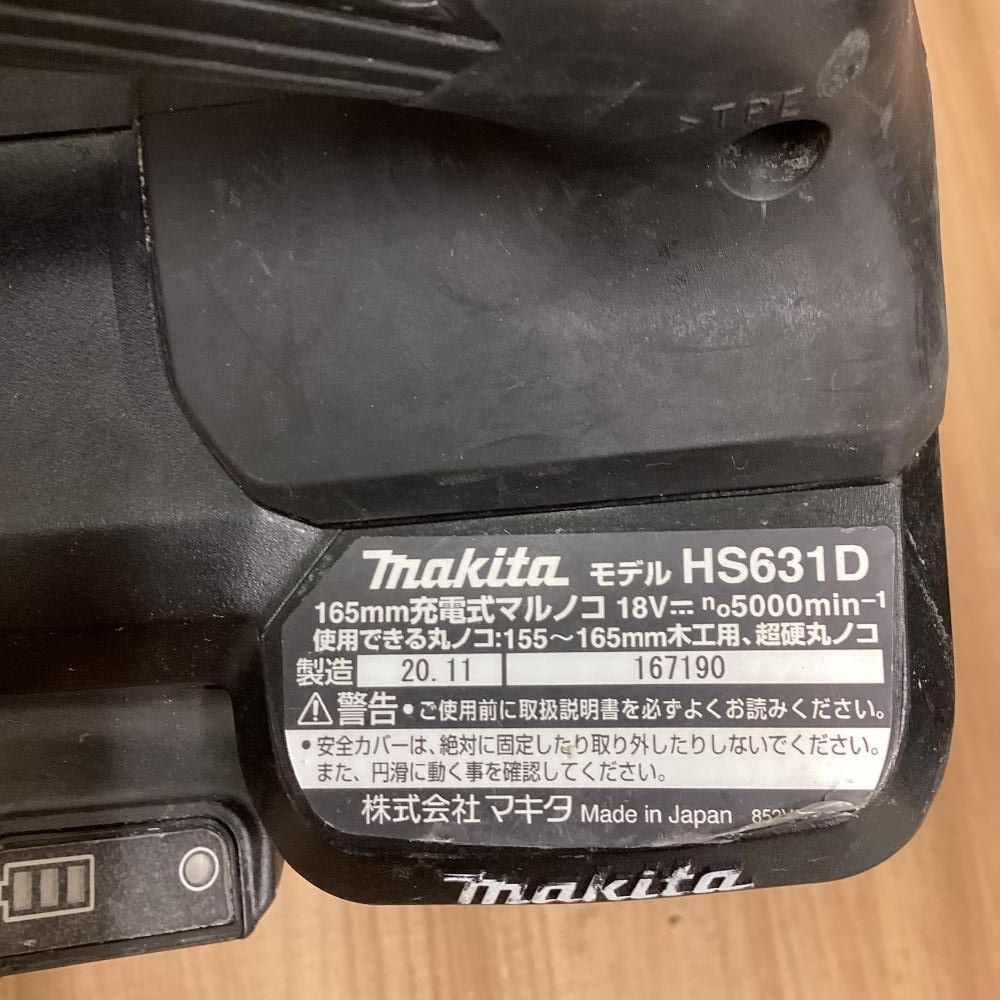 >TPE
makita モデル HS631D
165mm充電式マルノコ 18V⎓ n₀5000min⁻¹
使用できる丸ノコ:155～165mm木工用、超硬丸ノコ
製造 20.11 167190
⚠警告●ご使用前に取扱説明書を必ずよくお読みください。
●安全カバーは、絶対に固定したり取り外したりしないでください。
また、円滑に動く事を確認してください。
株式会社 マキタ Made in Japan
makita